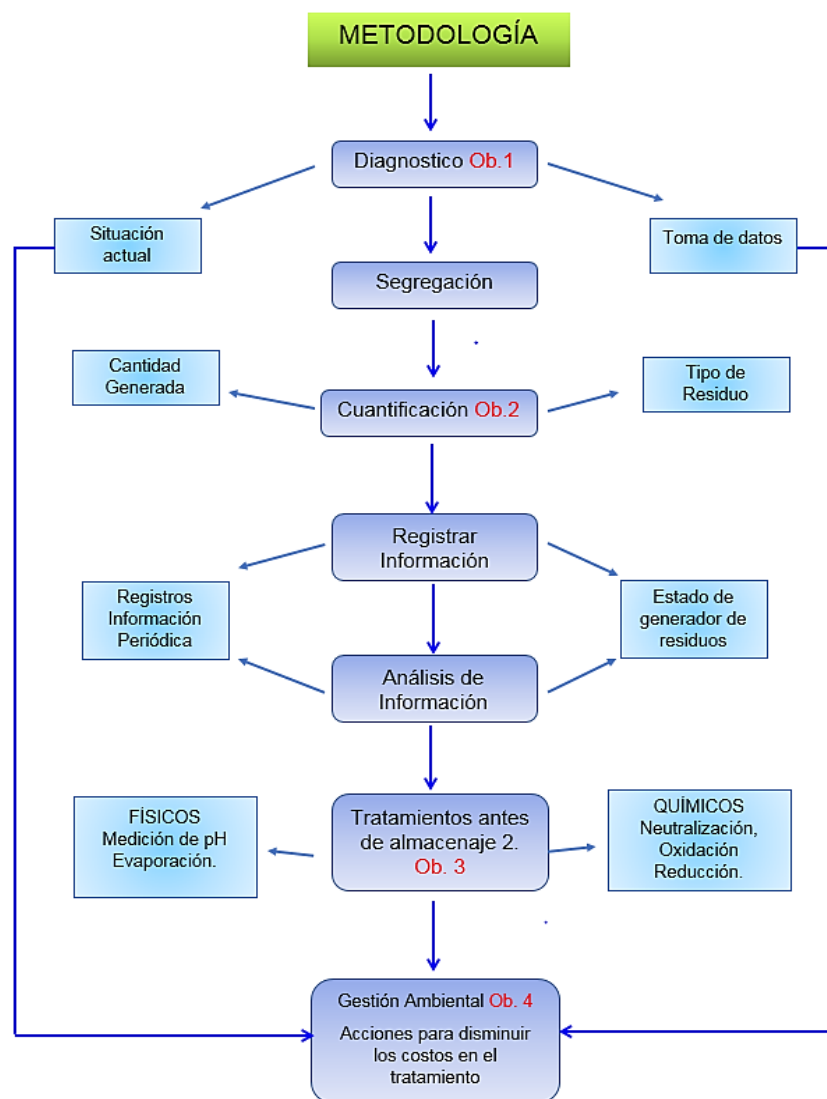 METODOLOGÍA
Diagnostico Ob.1
Situación
actual
Toma de datos
Segregación
Cantidad
Generada
Cuantificación Ob.2
Tipo de
Residuo
Registrar
Información
Registros
Información
Periódica
Estado de
generador de
residuos
Análisis de
Información
FÍSICOS
Medición de pH
Evaporación.
Tratamientos antes
de almacenaje 2.
Ob. 3
QUÍMICOS
Neutralización,
Oxidación
Reducción.
Gestión Ambiental Ob. 4
Acciones para disminuir
los costos en el
tratamiento